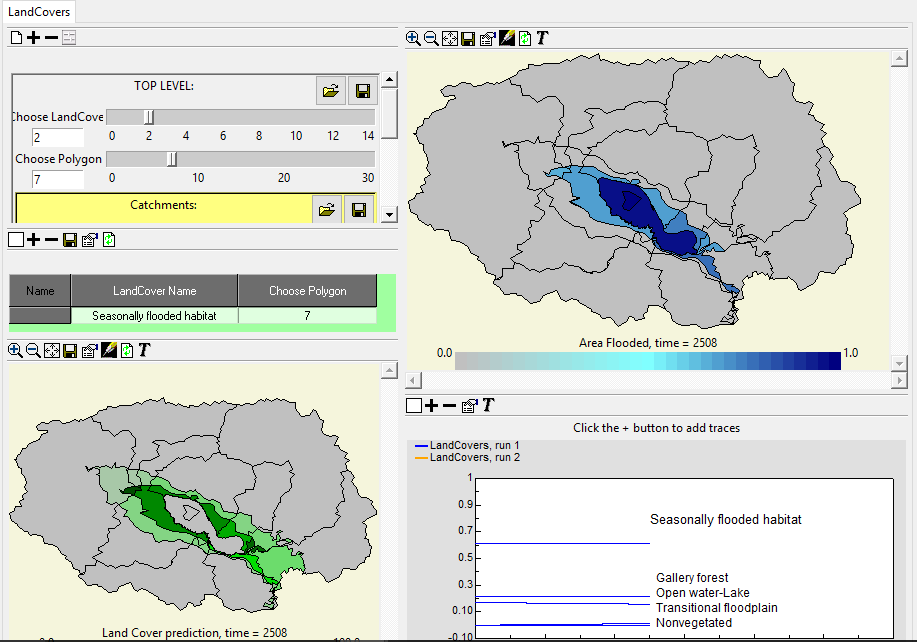 LandCovers
TOP LEVEL:
Choose LandCove
2
0 2 4 6 8 10 12 14
Choose Polygon
7
0 10 20 30
Catchments:
Name LandCover Name Choose Polygon
Seasonally flooded habitat 7
T
Land Cover prediction, time = 2508
T
Area Flooded, time = 2508
0.0 1.0
T
Click the + button to add traces
LandCovers, run 1
LandCovers, run 2
1
0.9
0.7
0.5
0.3
0.10
-0.10
Seasonally flooded habitat
Gallery forest
Open water-Lake
Transitional floodplain
Nonvegetated